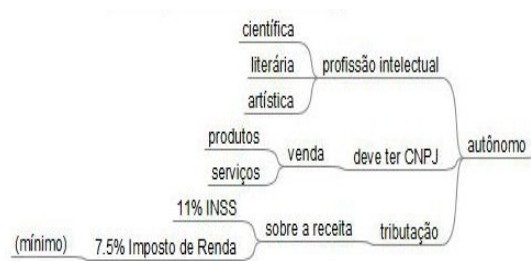 científica
literária
artística
profissão intelectual
produtos
serviços
venda
deve ter CNPJ
autônomo
11% INSS
(mínimo)
7.5% Imposto de Renda
sobre a receita
tributação